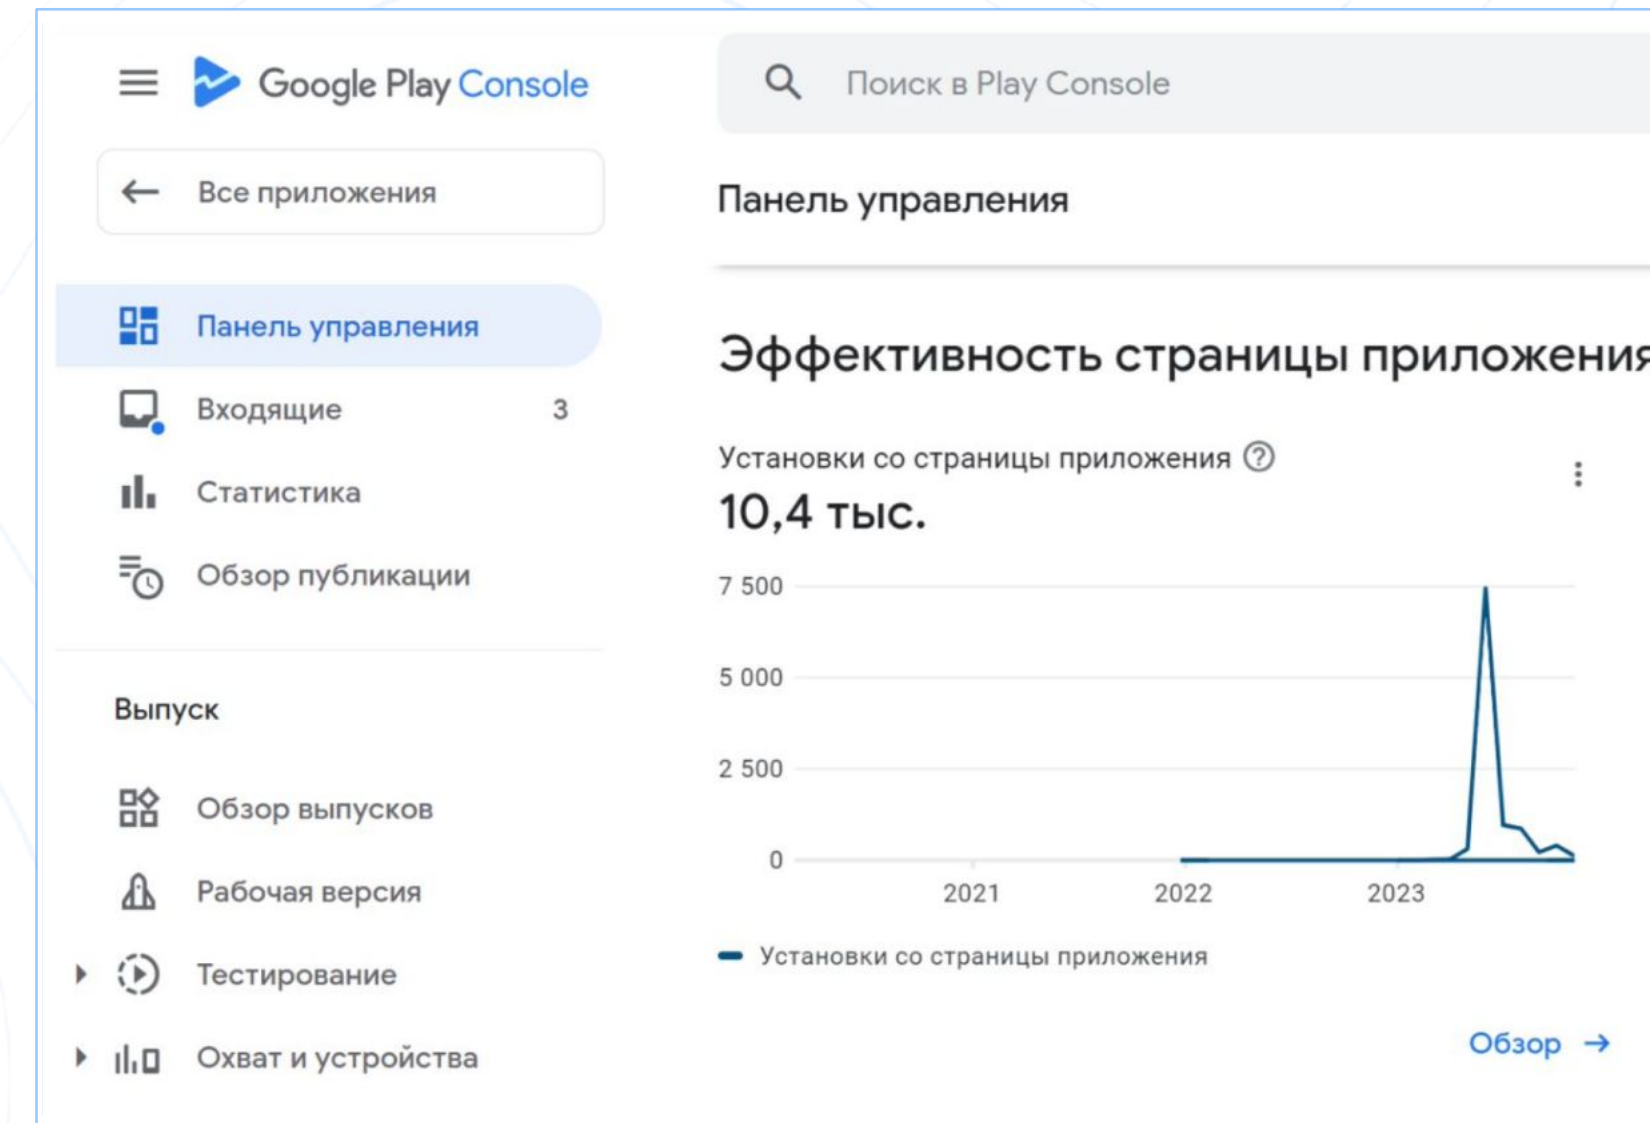 Google Play Console
Поиск в Play Console
Все приложения
Панель управления
Панель управления
Входящие 3
Статистика
Обзор публикации
Выпуск
Обзор выпусков
Рабочая версия
Тестирование
Охват и устройства
Эффективность страницы приложения
Установки со страницы приложения ?
10,4 тыс.
7 500
5 000
2 500
0
2021 2022 2023
Установки со страницы приложения
Обзор →